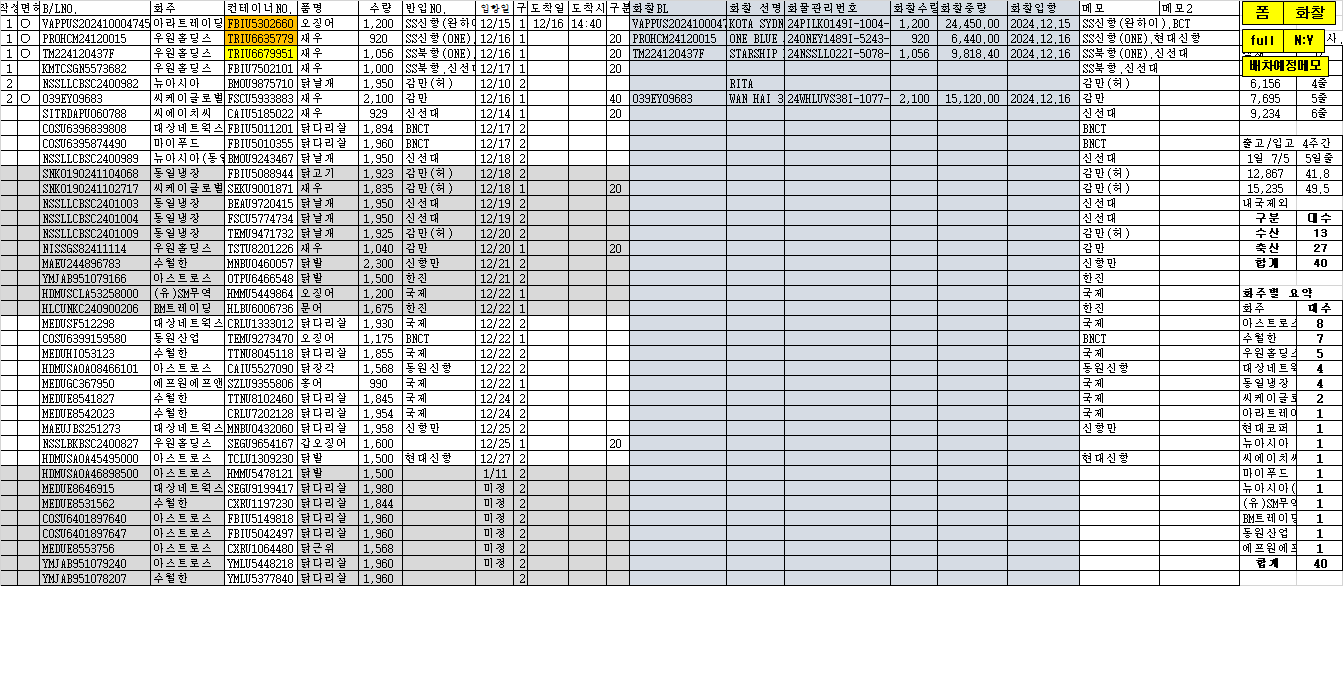 작성 면허 B/LNO. 화주 컨테이너NO. 품명 수량 반입NO. 입항일 구 도착일 도착시 구분 화찰BL 화찰 선명 화물관리번호 화찰수량 화찰중량 화찰입항 메모 메모2 폼 화찰
1 ○ VAPPUS202410004745 아라트레이딩 FBIU5302660 오징어 1,200 SS신항(완하이 12/15 1 12/16 14:40 VAPPUS2024100047 KOTA SYDN 24PILK0149I-1004- 1,200 24,450.00 2024.12.15 SS신항(완하이),BCT
1 ○ PROHCM24120015 우원홀딩스 TRIU6635779 새우 920 SS신항(ONE), 12/16 1 20 PROHCM24120015 ONE BLUE 24ONEY1489I-5243- 920 6,440.00 2024.12.16 SS신항(ONE),현대신항 full N:Y 사,
1 ○ TM224120437F 우원홀딩스 TRIU6679951 새우 1,056 SS북항(ONE), 12/16 1 20 TM224120437F STARSHIP 24NSSLL022I-5078- 1,056 9,818.40 2024.12.16 SS북항(ONE),신선대
1 KMTCSGN5573682 우원홀딩스 FBIU7502101 새우 1,000 SS북항,신선대 12/17 1 20 SS북항,신선대 배차예정메모
2 NSSLLCBSC2400982 뉴아시아 BMOU9875710 닭날개 1,950 감만(허) 12/10 2 RITA 감만(허) 6,156 4줄
2 ○ 039EY09683 씨케이글로벌 FSCU5933883 새우 2,100 감만 12/16 1 40 039EY09683 WAN HAI 3 24WHLUVS38I-1077- 2,100 15,120.00 2024.12.16 감만 7,695 5줄
SITRDAPU060788 씨에이치씨 CAIU5185022 새우 929 신선대 12/14 1 20 신선대 9,234 6줄
COSU6396839808 대상네트웍스 FBIU5011201 닭다리살 1,894 BNCT 12/17 2 BNCT
COSU6395874490 마이푸드 FBIU5010355 닭다리살 1,960 BNCT 12/17 2 BNCT 출고/입고 4주간
NSSLLCBSC2400989 뉴아시아(동 BMOU9243467 닭날개 1,950 신선대 12/18 2 신선대 1일 7/5 5일줄
SNKO190241104068 동일냉장 FBIU5088944 닭고기 1,923 감만(허) 12/18 2 감만(허) 12,867 41.8
SNKO190241102717 씨케이글로벌 SEKU9001871 새우 1,835 감만(허) 12/18 1 20 감만(허) 15,235 49.5
NSSLLCBSC2401003 동일냉장 BEAU9720415 닭날개 1,950 신선대 12/19 2 신선대 내국제외
NSSLLCBSC2401004 동일냉장 FSCU5774734 닭날개 1,950 신선대 12/19 2 신선대 구분 대수
NSSLLCBSC2401009 동일냉장 TEMU9471732 닭날개 1,925 감만(허) 12/20 2 감만(허) 수산 13
NISSGS82411114 우원홀딩스 TSTU8201226 새우 1,040 감만 12/20 1 20 감만 축산 27
MAEU244896783 수월한 MNBU0460057 닭발 2,300 신항만 12/21 2 신항만 합계 40
YMJAB951079166 아스트로스 OTPU6466548 닭발 1,500 한진 12/21 2 한진
HDMUSCLA53258000 (유)SM무역 HMMU5449864 오징어 1,200 국제 12/22 1 국제 화주별 요약
HLCUNKC240900206 BM트레이딩 HLBU6006736 문어 1,675 한진 12/22 1 한진 화주 대수
MEDUSF512298 대상네트웍스 CRLU1333012 닭다리살 1,930 국제 12/22 2 국제 아스트로스 8
COSU6399159580 동원산업 TEMU9273470 오징어 1,175 BNCT 12/22 1 BNCT 수월한 7
MEDUHI053123 수월한 TTNU8045118 닭다리살 1,855 국제 12/22 2 국제 우원홀딩스 5
HDMUSAOA08466101 아스트로스 CAIU5527090 닭장각 1,568 동원신항 12/22 2 동원신항 대상네트웍 4
MEDUGC367950 에프원에프앤 SZLU9355806 홍어 990 국제 12/22 1 국제 동일냉장 4
MEDUE8541827 수월한 TTNU8102460 닭다리살 1,845 국제 12/24 2 국제 씨케이글로 2
MEDUE8542023 수월한 CRLU7202128 닭다리살 1,954 국제 12/24 2 국제 아라트레이 1
MAEUJBS251273 대상네트웍스 MNBU0432060 닭다리살 1,958 신항만 12/25 2 신항만 현대코퍼 1
NSSLBKBSC2400827 우원홀딩스 SEGU9654167 갑오징어 1,600 12/25 1 20 뉴아시아 1
HDMUSAOA45495000 아스트로스 TCLU1309230 닭발 1,500 현대신항 12/27 2 현대신항 씨에이치씨 1
HDMUSAOA46898500 아스트로스 HMMU5478121 닭발 1,500 1/11 2 마이푸드 1
MEDUE8646915 대상네트웍스 SEGU9199417 닭다리살 1,980 미정 2 뉴아시아( 1
MEDUE8531562 수월한 CXRU1197230 닭다리살 1,844 미정 2 (유)SM무역 1
COSU6401897640 아스트로스 FBIU5149818 닭다리살 1,960 미정 2 BM트레이딩 1
COSU6401897647 아스트로스 FBIU5042497 닭다리살 1,960 미정 2 동원산업 1
MEDUE8553756 아스트로스 CXRU1064480 닭근위 1,568 미정 2 에프원에프 1
YMJAB951079240 아스트로스 YMLU5448218 닭다리살 1,960 미정 2 합계 40
YMJAB951078207 수월한 YMLU5377840 닭다리살 1,960 2